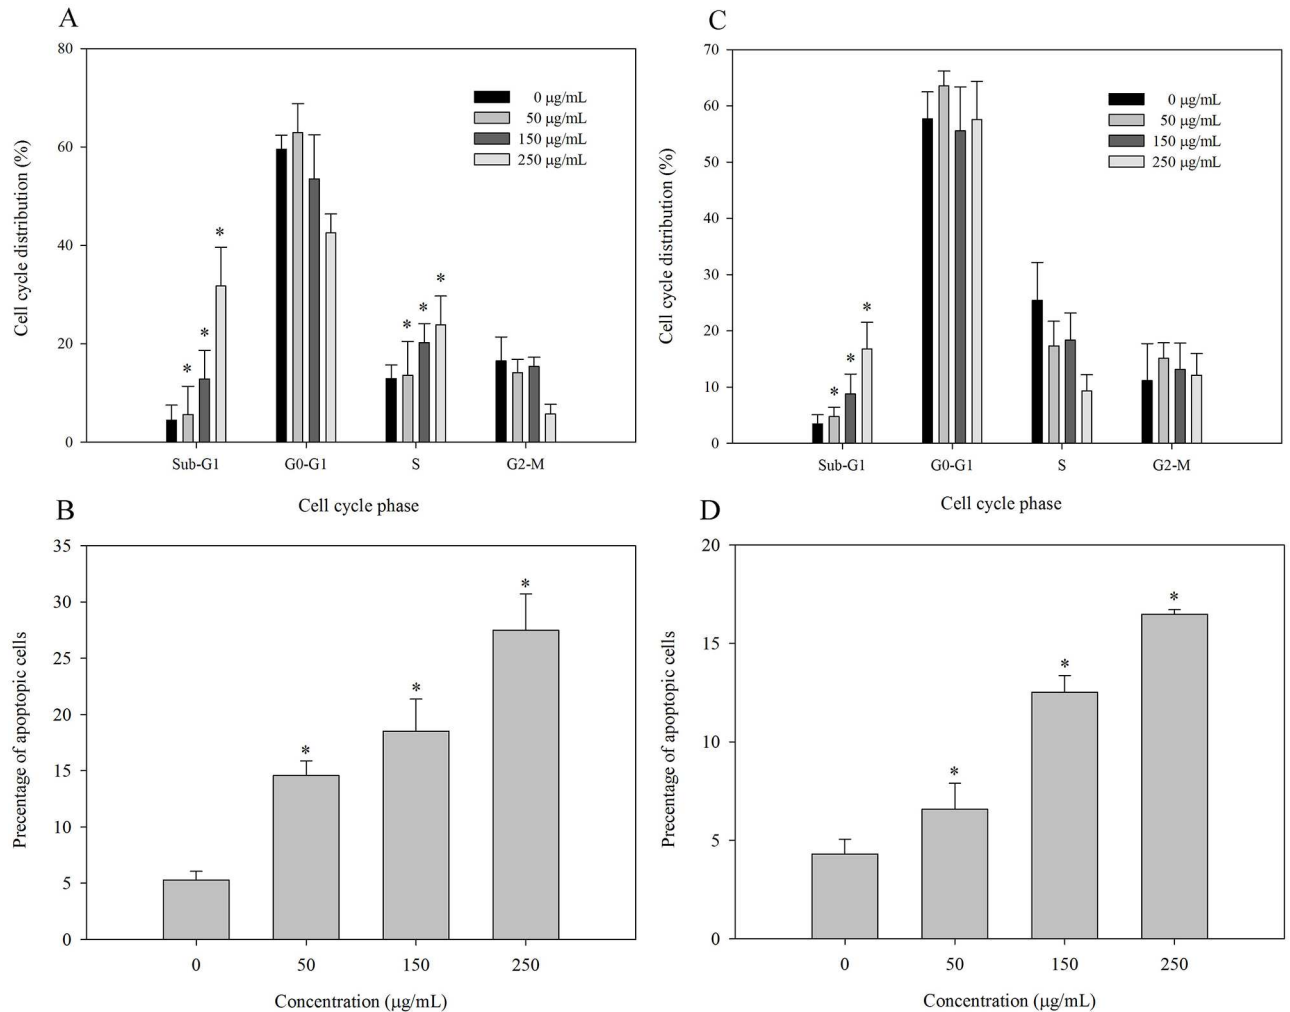 A
80
60
40
20
0
Cell cycle distribution (%)
0 µg/mL
50 µg/mL
150 µg/mL
250 µg/mL
*
*
*
*
*
*
Sub-G1
G0-G1
S
G2-M
Cell cycle phase
C
70
60
50
40
30
20
10
0
Cell cycle distribution (%)
0 µg/mL
50 µg/mL
150 µg/mL
250 µg/mL
*
*
*
Sub-G1
G0-G1
S
G2-M
Cell cycle phase
B
35
30
25
20
15
10
5
0
Precentage of apoptopic cells
*
*
*
0
50
150
250
Concentration (µg/mL)
D
20
15
10
5
0
Precentage of apoptopic cells
*
*
*
0
50
150
250
Concentration (µg/mL)